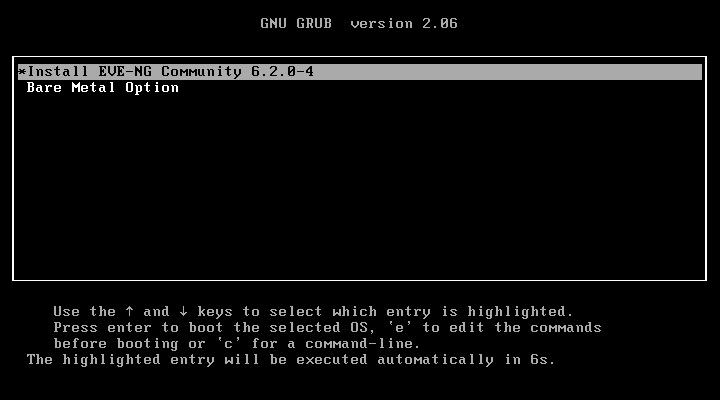 GNU GRUB  version 2.06
*Install EVE-NG Community 6.2.0-4
Bare Metal Option
Use the ↑ and ↓ keys to select which entry is highlighted.
Press enter to boot the selected OS, `e' to edit the commands
before booting or `c' for a command-line.
The highlighted entry will be executed automatically in 6s.